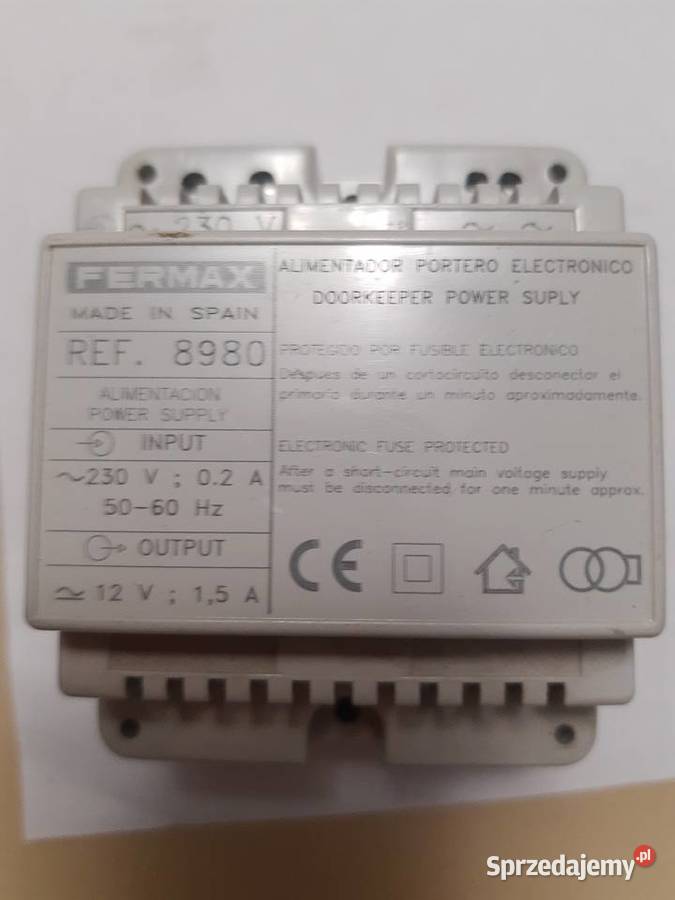 ~ 230 V
FERMAX
MADE IN SPAIN
REF. 8980
ALIMENTACION
POWER SUPPLY
INPUT
~230 V ; 0.2 A
50-60 Hz
OUTPUT
≃ 12 V ; 1,5 A
ALIMENTADOR PORTERO ELECTRONICO
DOORKEEPER POWER SUPLY
PROTEGIDO POR FUSIBLE ELECTRONICO
Despues de un cortocircuito desconectar el
primario durante un minuto aproximadamente.
ELECTRONIC FUSE PROTECTED
After a short-circuit main voltage supply
must be disconnected for one minute approx.
CE
Sprzedajemy.pl